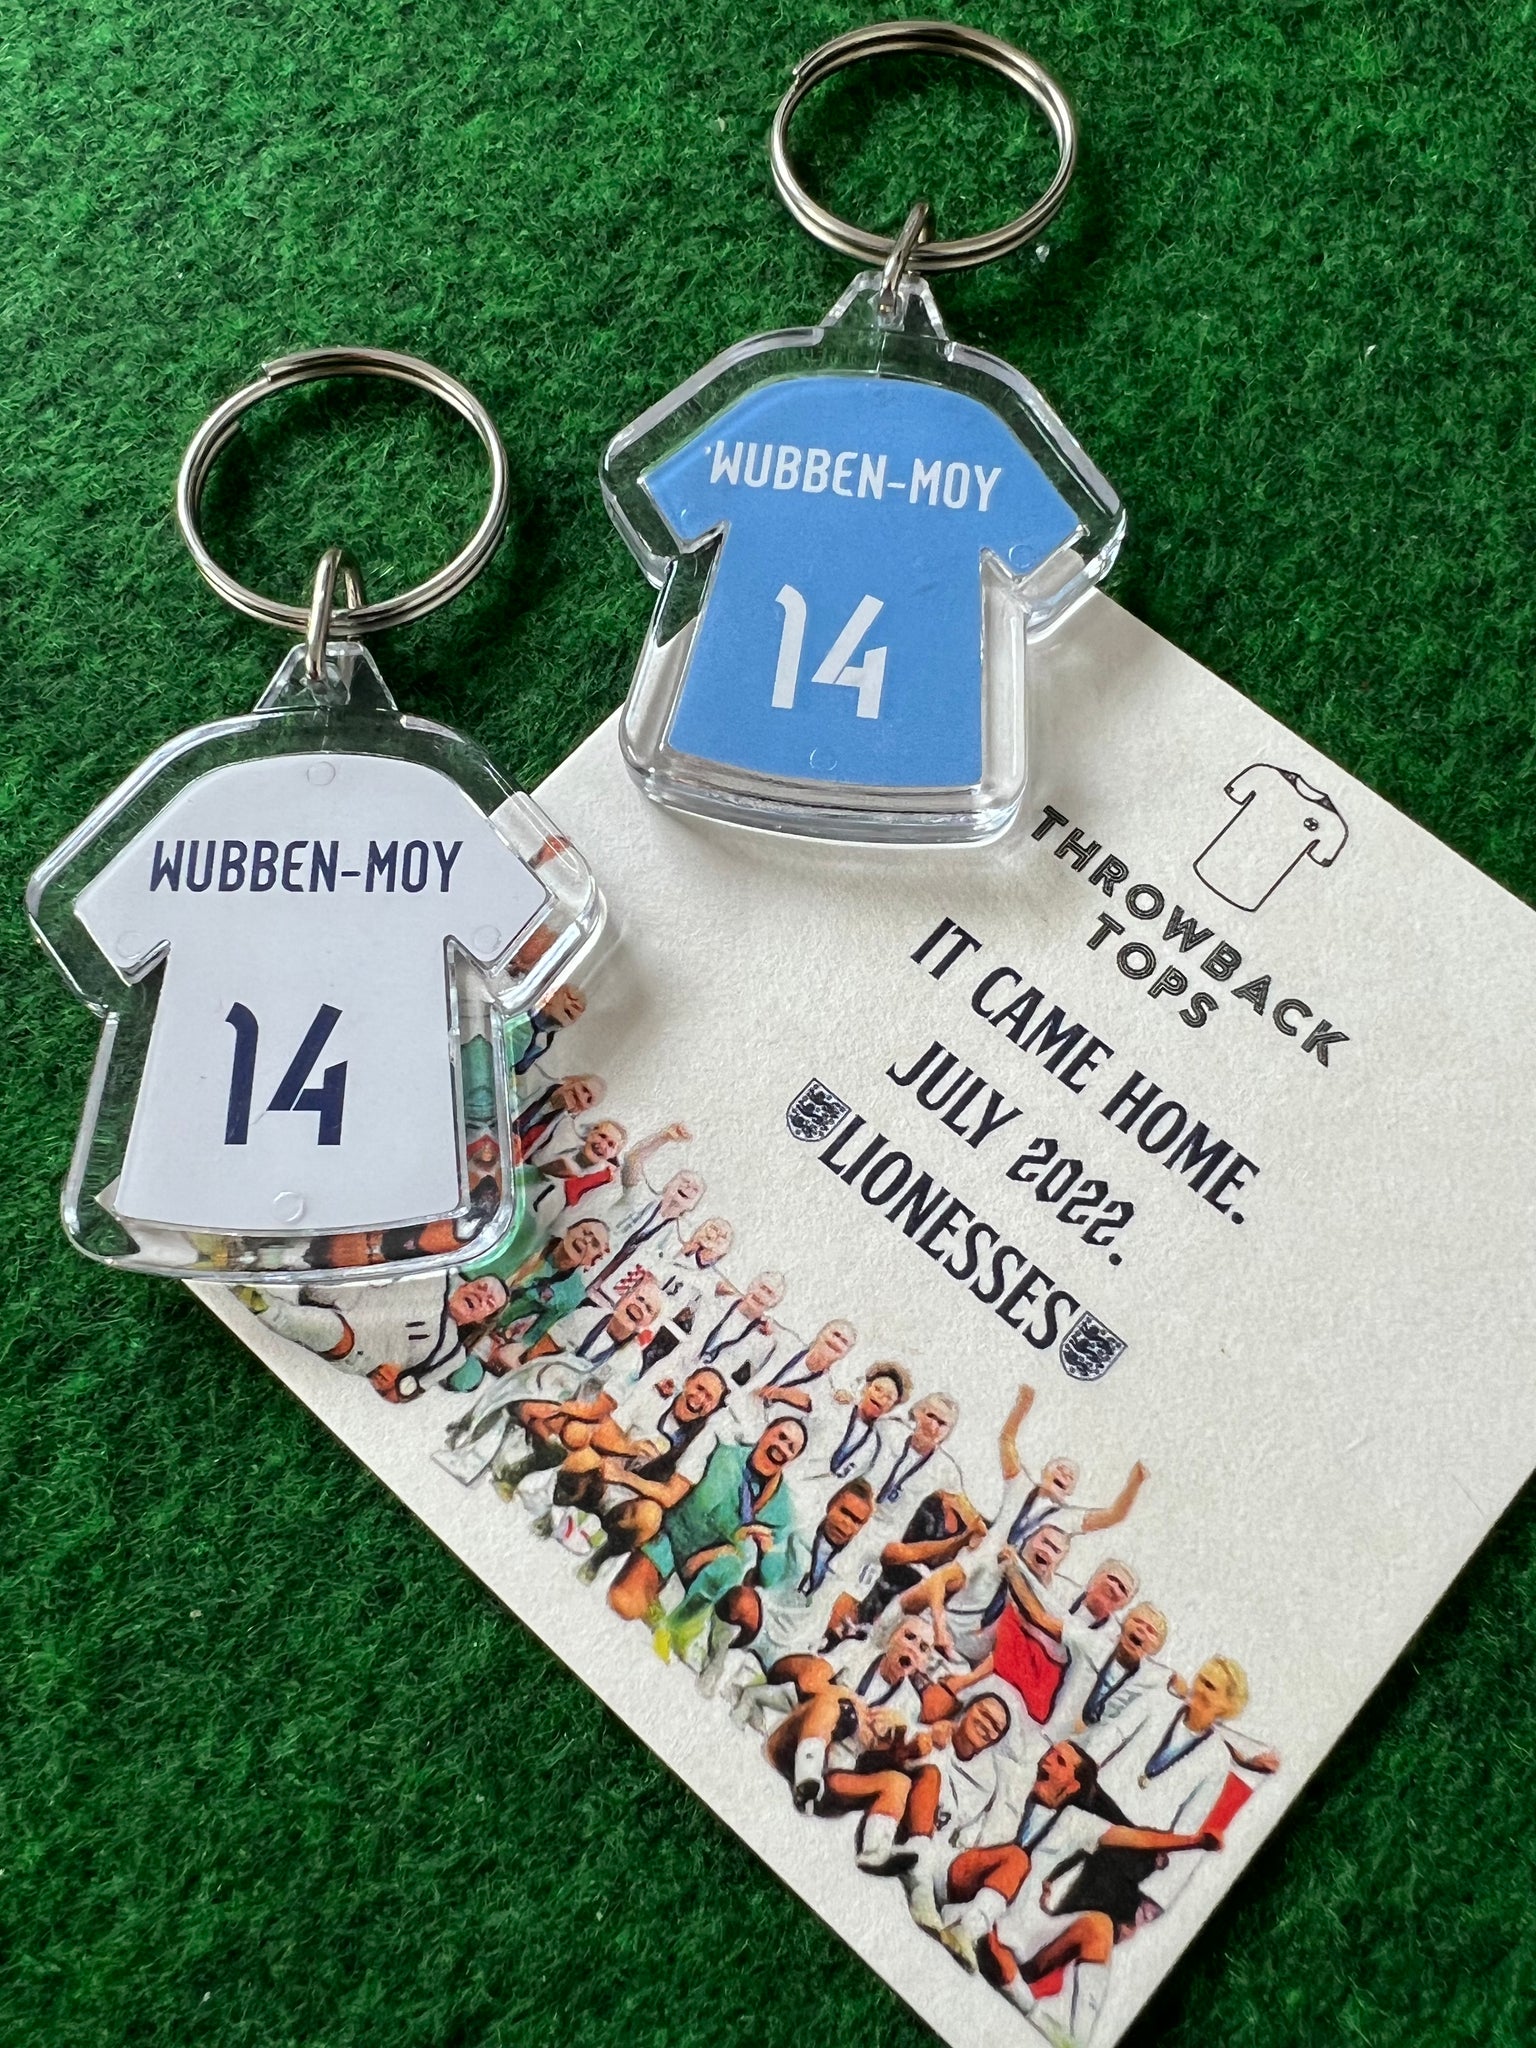 WUBBEN-MOY
14
WUBBEN-MOY
14
THROWBACK
TOPS
IT CAME HOME.
JULY 2022.
LIONESSES